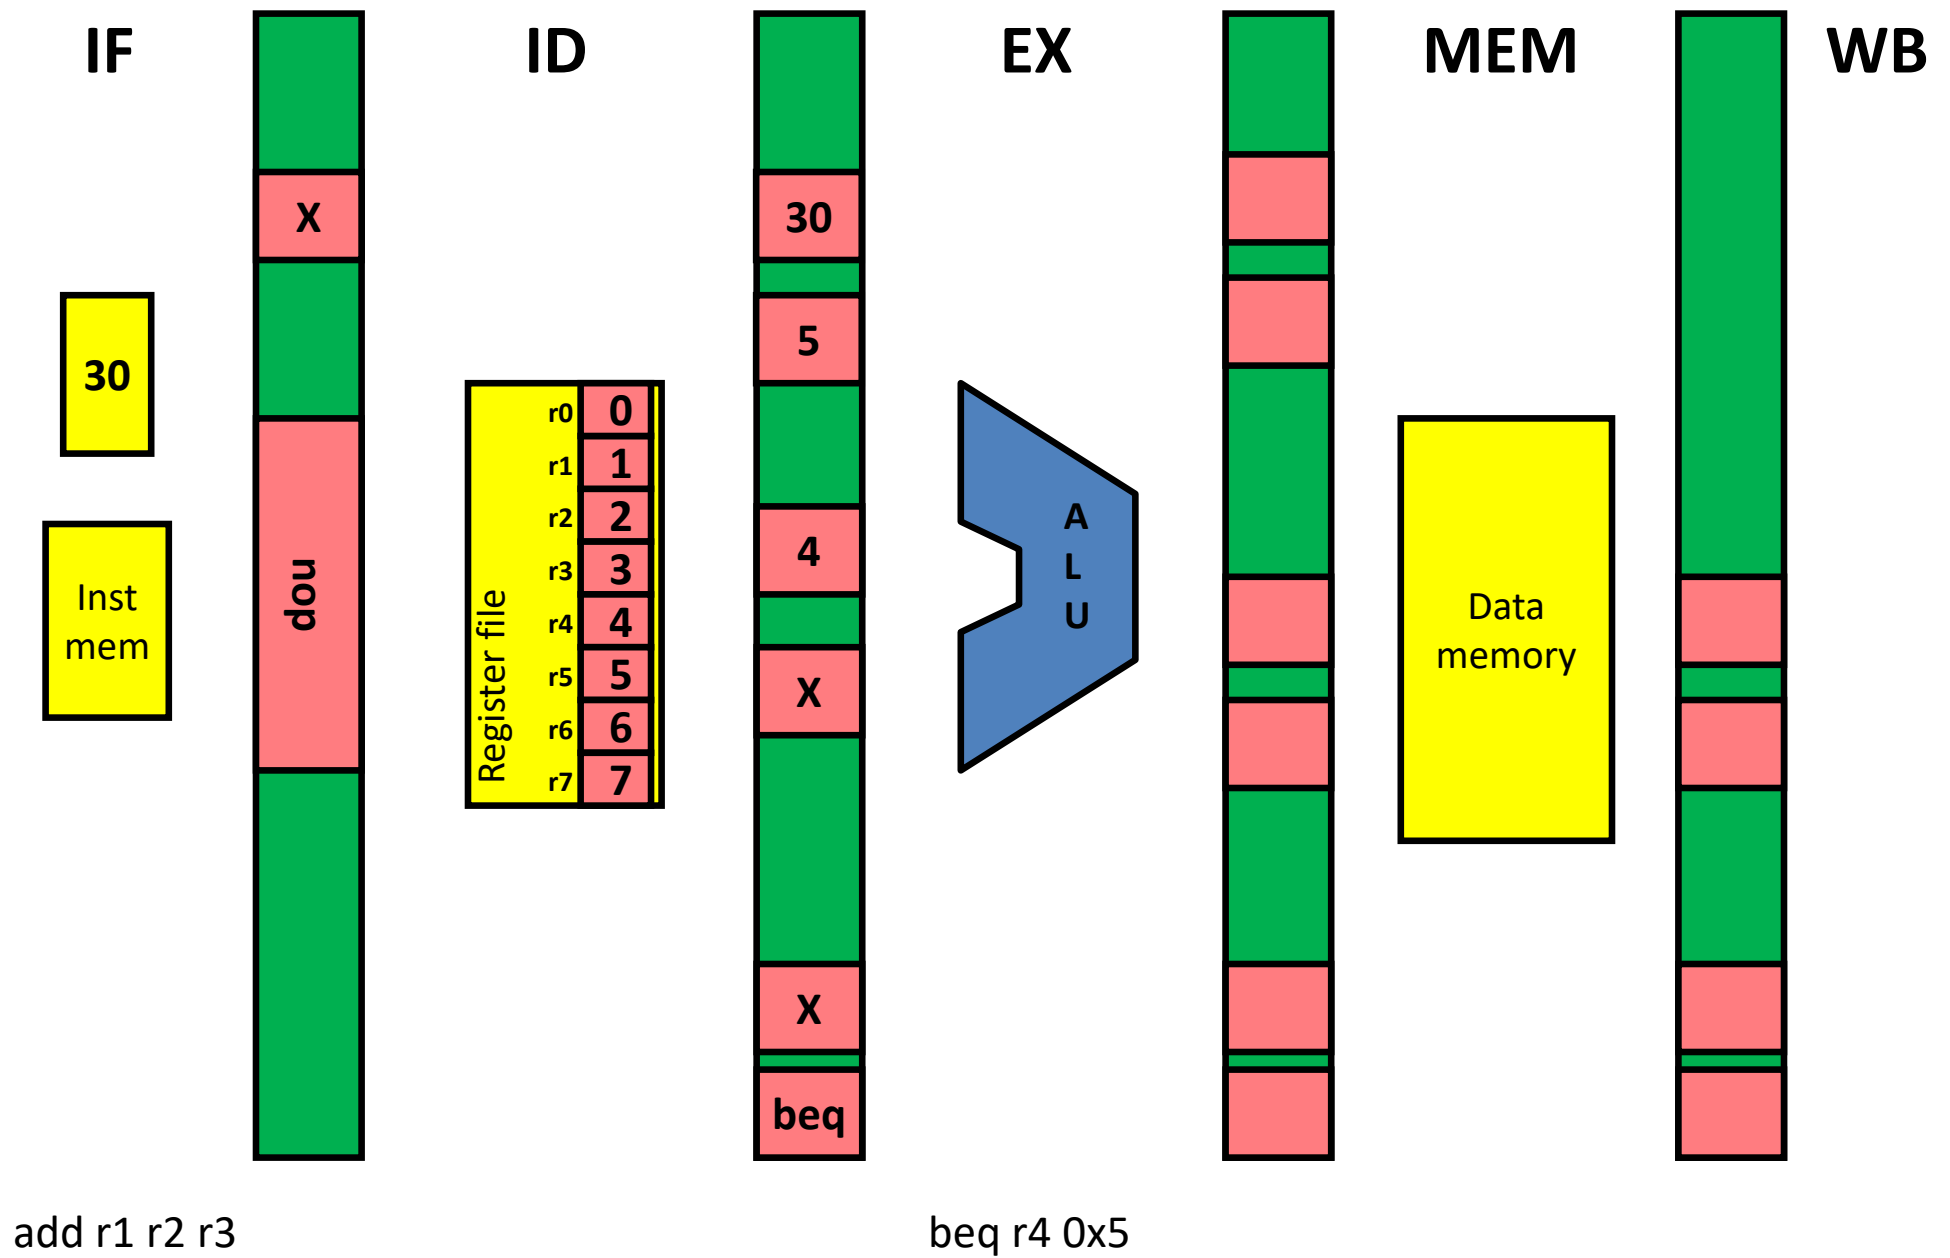 IF
ID
EX
MEM
WB
X
30
nop
Inst
mem
Register file
r0 0
r1 1
r2 2
r3 3
r4 4
r5 5
r6 6
r7 7
30
5
4
X
X
beq
A
L
U
Data
memory
add r1 r2 r3
beq r4 0x5